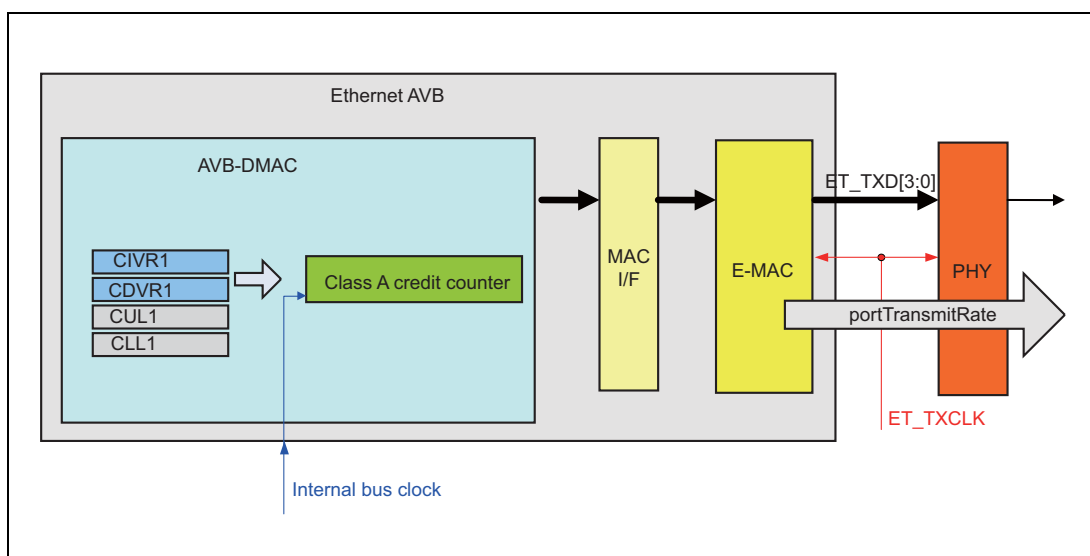 Ethernet AVB
AVB-DMAC
CIVR1
CDVR1
CUL1
CLL1
Class A credit counter
MAC
I/F
E-MAC
ET_TXD[3:0]
PHY
portTransmitRate
ET_TXCLK
Internal bus clock